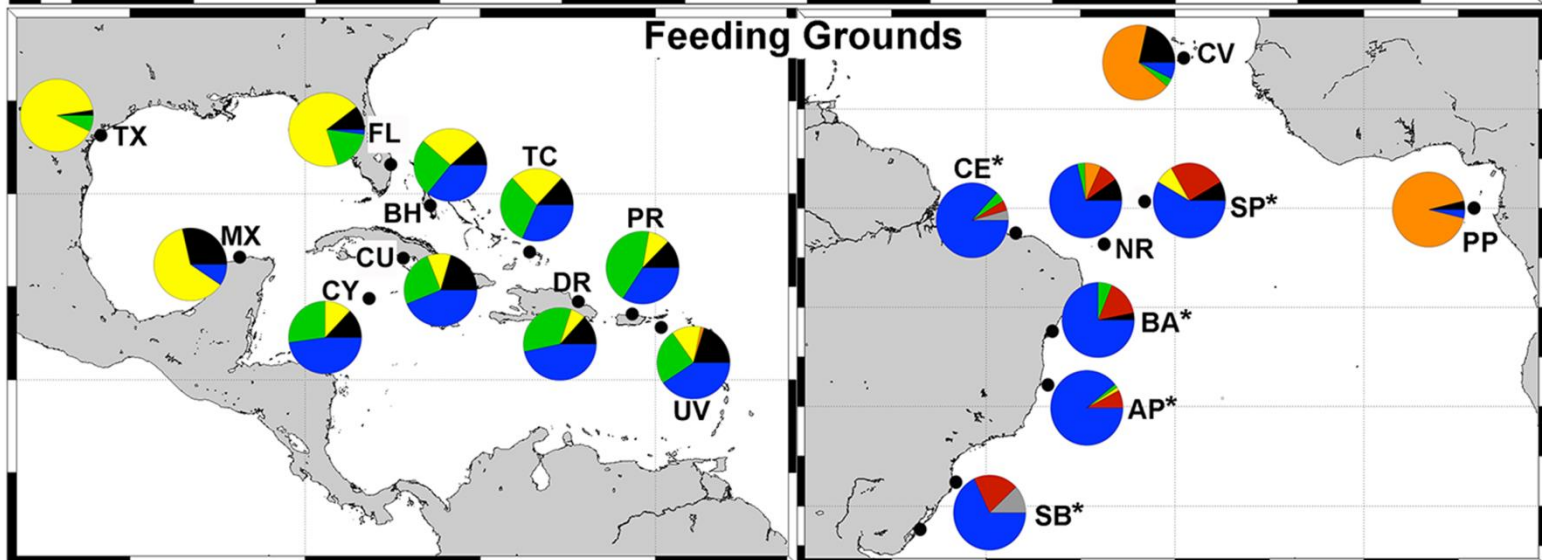 Feeding Grounds
TX
FL
TC
BH
MX
CU
PR
CY
DR
UV
CV
CE*
SP*
NR
PP
BA*
AP*
SB*